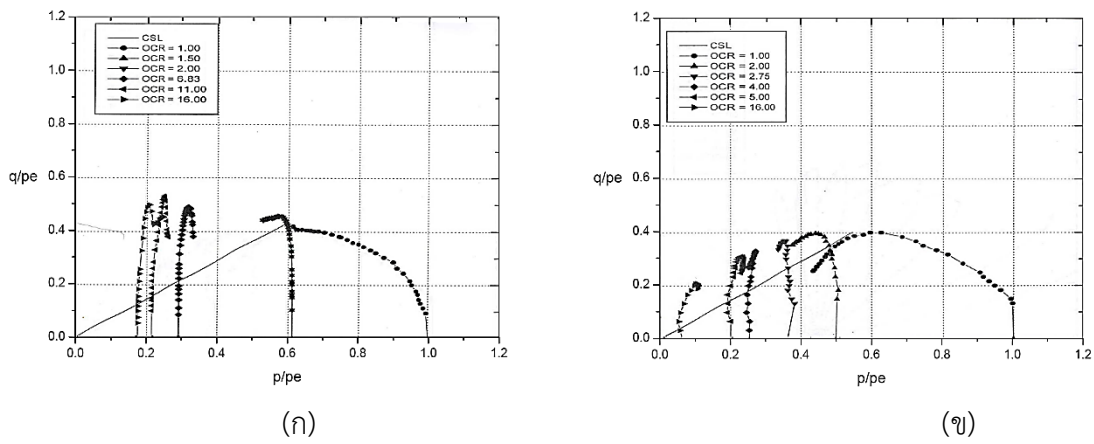 1.2
1.0
0.8
0.6
0.4
0.2
0.0
q/pe
CSL
OCR = 1.00
OCR = 1.50
OCR = 2.00
OCR = 6.83
OCR = 11.00
OCR = 16.00
0.0 0.2 0.4 0.6 0.8 1.0 1.2
p/pe
(ก)
1.2
1.0
0.8
0.6
0.4
0.2
0.0
q/pe
CSL
OCR = 1.00
OCR = 2.00
OCR = 2.75
OCR = 4.00
OCR = 5.00
OCR = 16.00
0.0 0.2 0.4 0.6 0.8 1.0 1.2
p/pe
(ข)